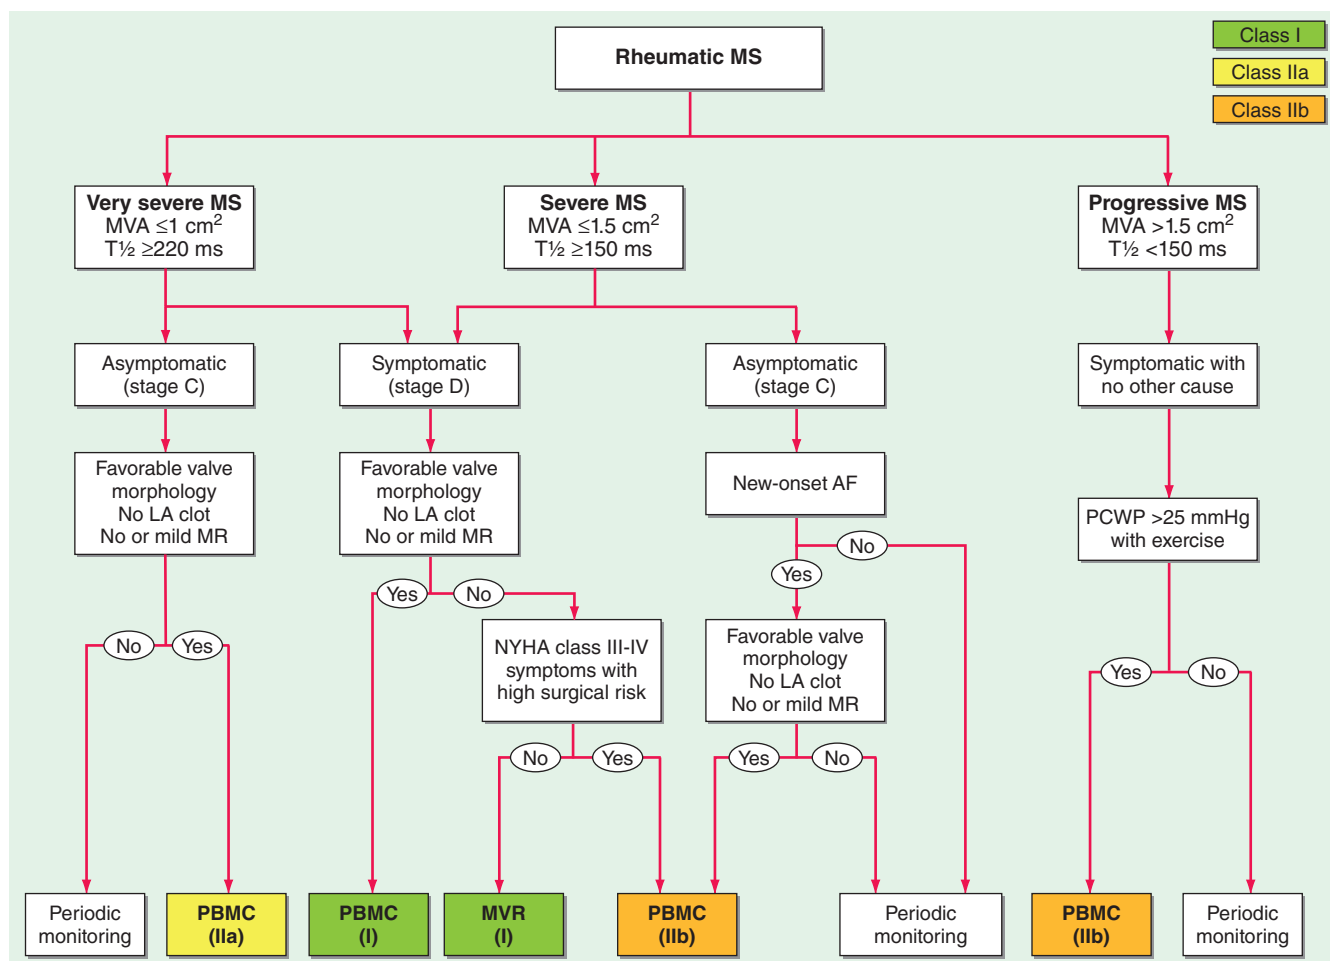 Rheumatic MS
Class I
Class IIa
Class IIb
Very severe MS
MVA ≤1 cm²
T½ ≥220 ms
Severe MS
MVA ≤1.5 cm²
T½ ≥150 ms
Progressive MS
MVA >1.5 cm²
T½ <150 ms
Asymptomatic
(stage C)
Symptomatic
(stage D)
Asymptomatic
(stage C)
Symptomatic with
no other cause
Favorable valve
morphology
No LA clot
No or mild MR
Favorable valve
morphology
No LA clot
No or mild MR
New-onset AF
PCWP >25 mmHg
with exercise
No
Yes
Yes
No
NYHA class III-IV
symptoms with
high surgical risk
Favorable valve
morphology
No LA clot
No or mild MR
No
Yes
Yes
No
No
Yes
Yes
No
Periodic
monitoring
PBMC
(IIa)
PBMC
(I)
MVR
(I)
PBMC
(IIb)
Periodic
monitoring
PBMC
(IIb)
Periodic
monitoring